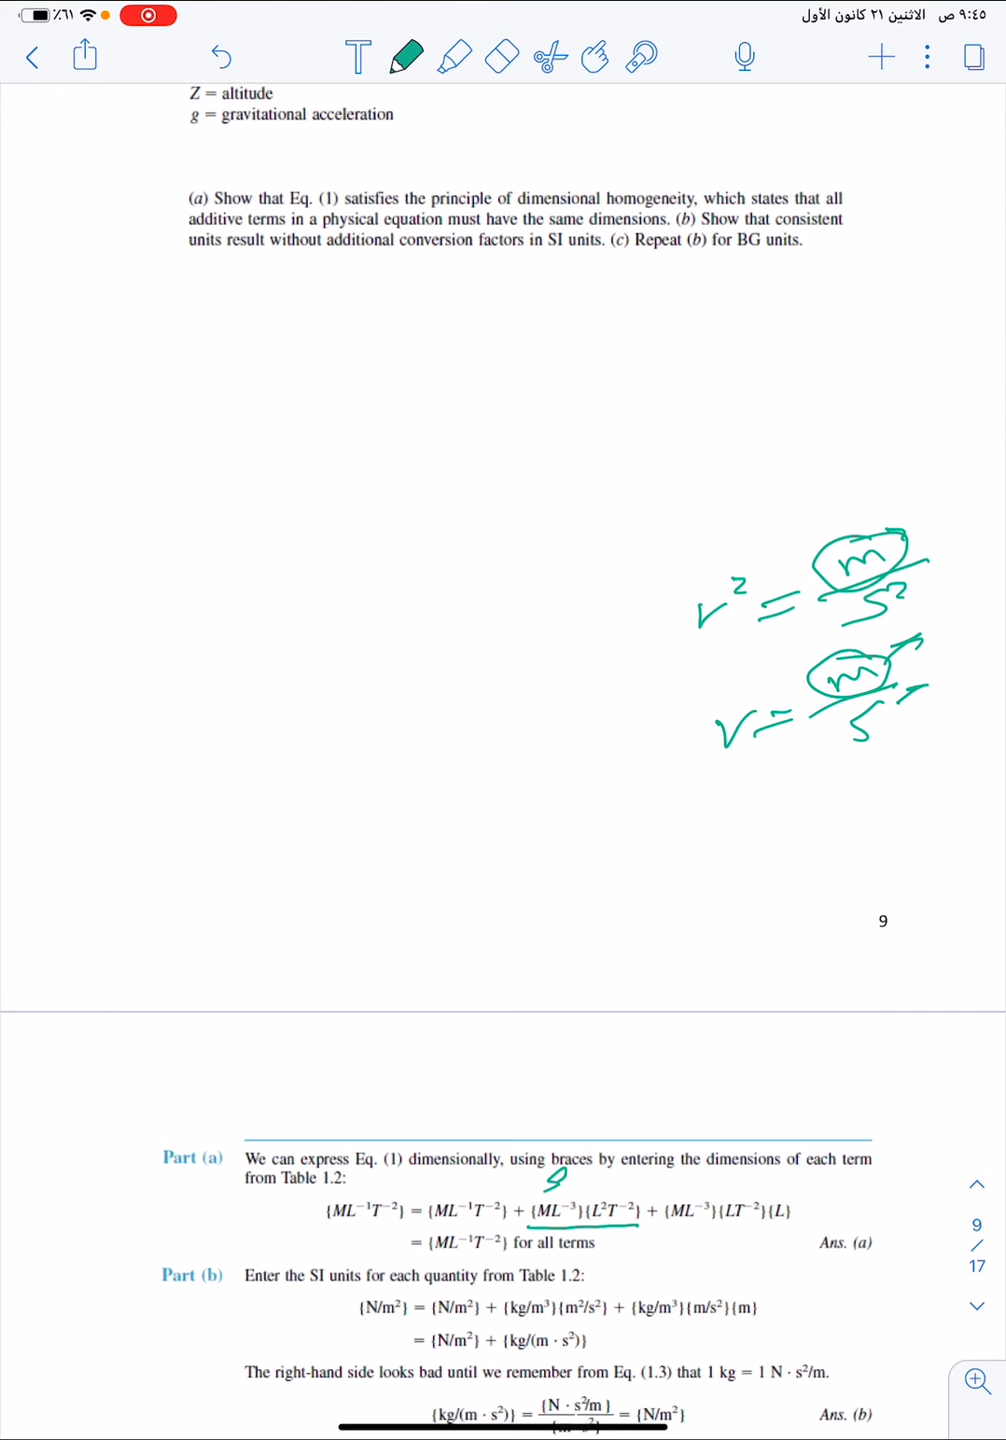 ٪٦١ ٩:٤٥ ص الاثنين ٢١ كانون الأول
T
Z = altitude
g = gravitational acceleration
(a) Show that Eq. (1) satisfies the principle of dimensional homogeneity, which states that all
additive terms in a physical equation must have the same dimensions. (b) Show that consistent
units result without additional conversion factors in SI units. (c) Repeat (b) for BG units.
v² = m / s²
v = m / s
9
Part (a) We can express Eq. (1) dimensionally, using braces by entering the dimensions of each term
from Table 1.2:
{ML⁻¹T⁻²} = {ML⁻¹T⁻²} + {ML⁻³}{L²T⁻²} + {ML⁻³}{LT⁻²}{L}
= {ML⁻¹T⁻²} for all terms Ans. (a)
Part (b) Enter the SI units for each quantity from Table 1.2:
{N/m²} = {N/m²} + {kg/m³}{m²/s²} + {kg/m³}{m/s²}{m}
= {N/m²} + {kg/(m · s²)}
The right-hand side looks bad until we remember from Eq. (1.3) that 1 kg = 1 N · s²/m.
{kg/(m · s²)} = {N · s²/m} / = {N/m²} Ans. (b)
9
/
17